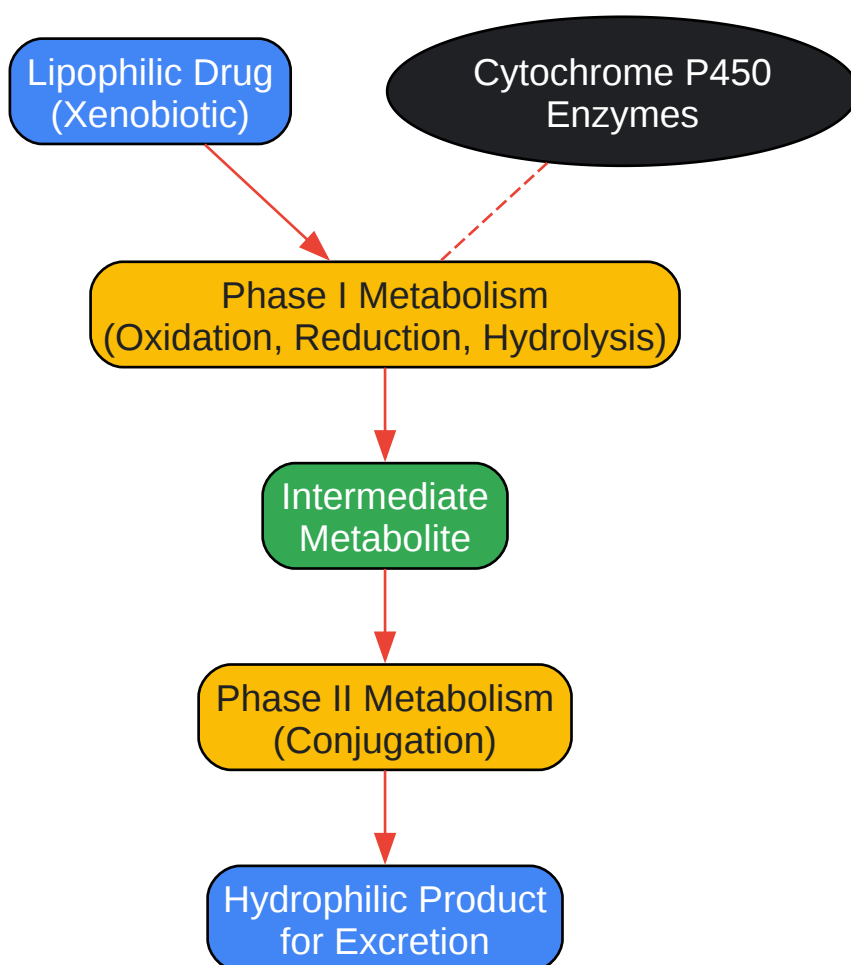 Lipophilic Drug
(Xenobiotic)
Cytochrome P450
Enzymes
Phase I Metabolism
(Oxidation, Reduction, Hydrolysis)
Intermediate
Metabolite
Phase II Metabolism
(Conjugation)
Hydrophilic Product
for Excretion